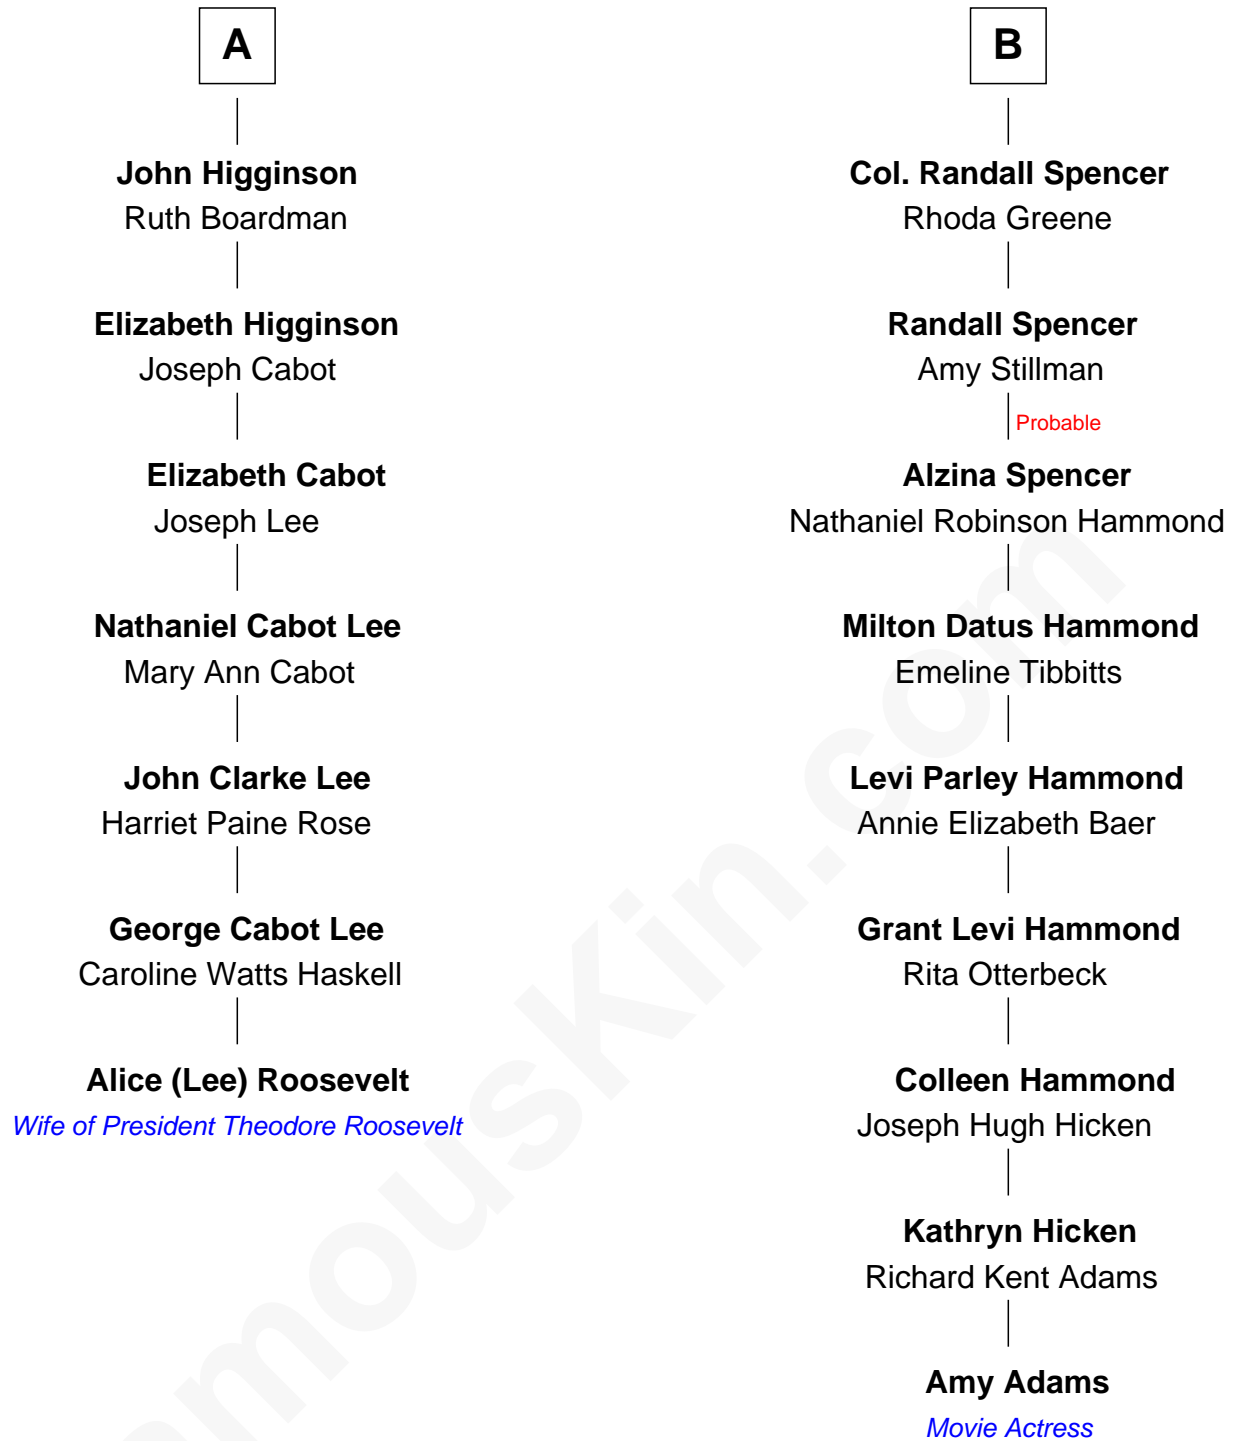 A
John Higginson
Ruth Boardman
Elizabeth Higginson
Joseph Cabot
Elizabeth Cabot
Joseph Lee
Nathaniel Cabot Lee
Mary Ann Cabot
John Clarke Lee
Harriet Paine Rose
George Cabot Lee
Caroline Watts Haskell
Alice (Lee) Roosevelt
Wife of President Theodore Roosevelt
B
Col. Randall Spencer
Rhoda Greene
Randall Spencer
Amy Stillman
Probable
Alzina Spencer
Nathaniel Robinson Hammond
Milton Datus Hammond
Emeline Tibbitts
Levi Parley Hammond
Annie Elizabeth Baer
Grant Levi Hammond
Rita Otterbeck
Colleen Hammond
Joseph Hugh Hicken
Kathryn Hicken
Richard Kent Adams
Amy Adams
Movie Actress
amouskin.com